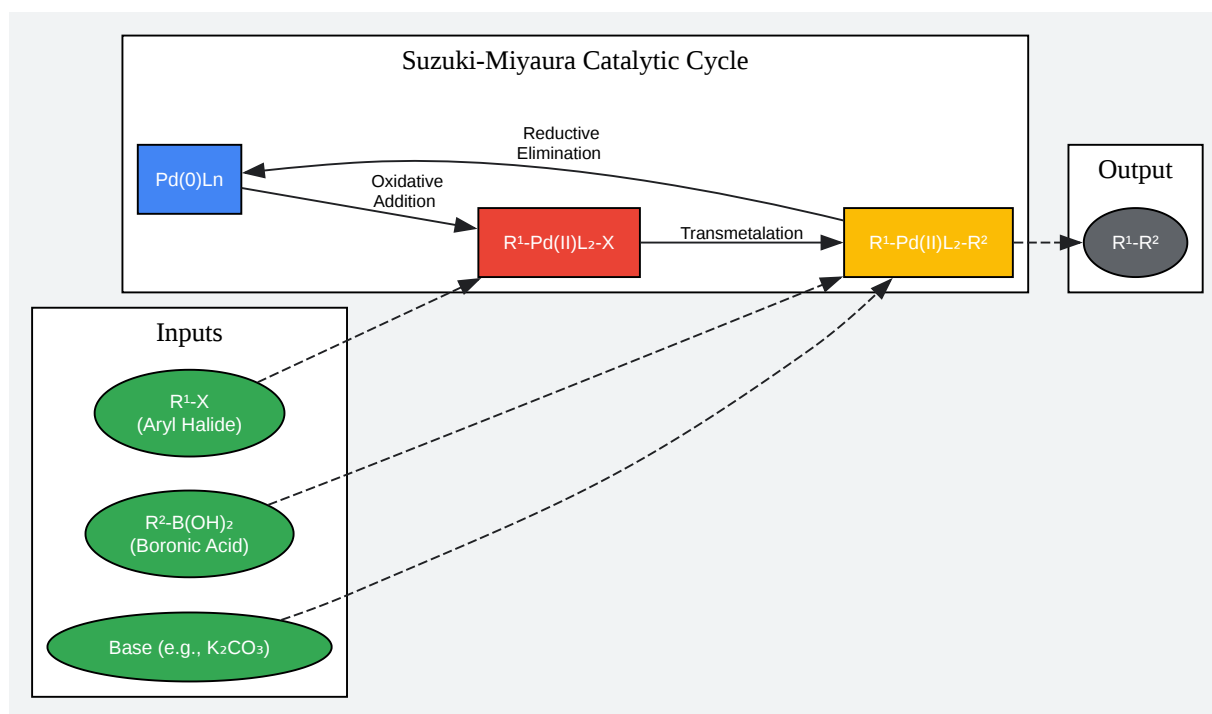 Suzuki-Miyaura Catalytic Cycle
Reductive
Elimination
Pd(0)Ln
Oxidative
Addition
R¹-Pd(II)L₂-X
Transmetalation
R¹-Pd(II)L₂-R²
Output
R¹-R²
Inputs
R¹-X
(Aryl Halide)
R²-B(OH)₂
(Boronic Acid)
Base (e.g., K₂CO₃)